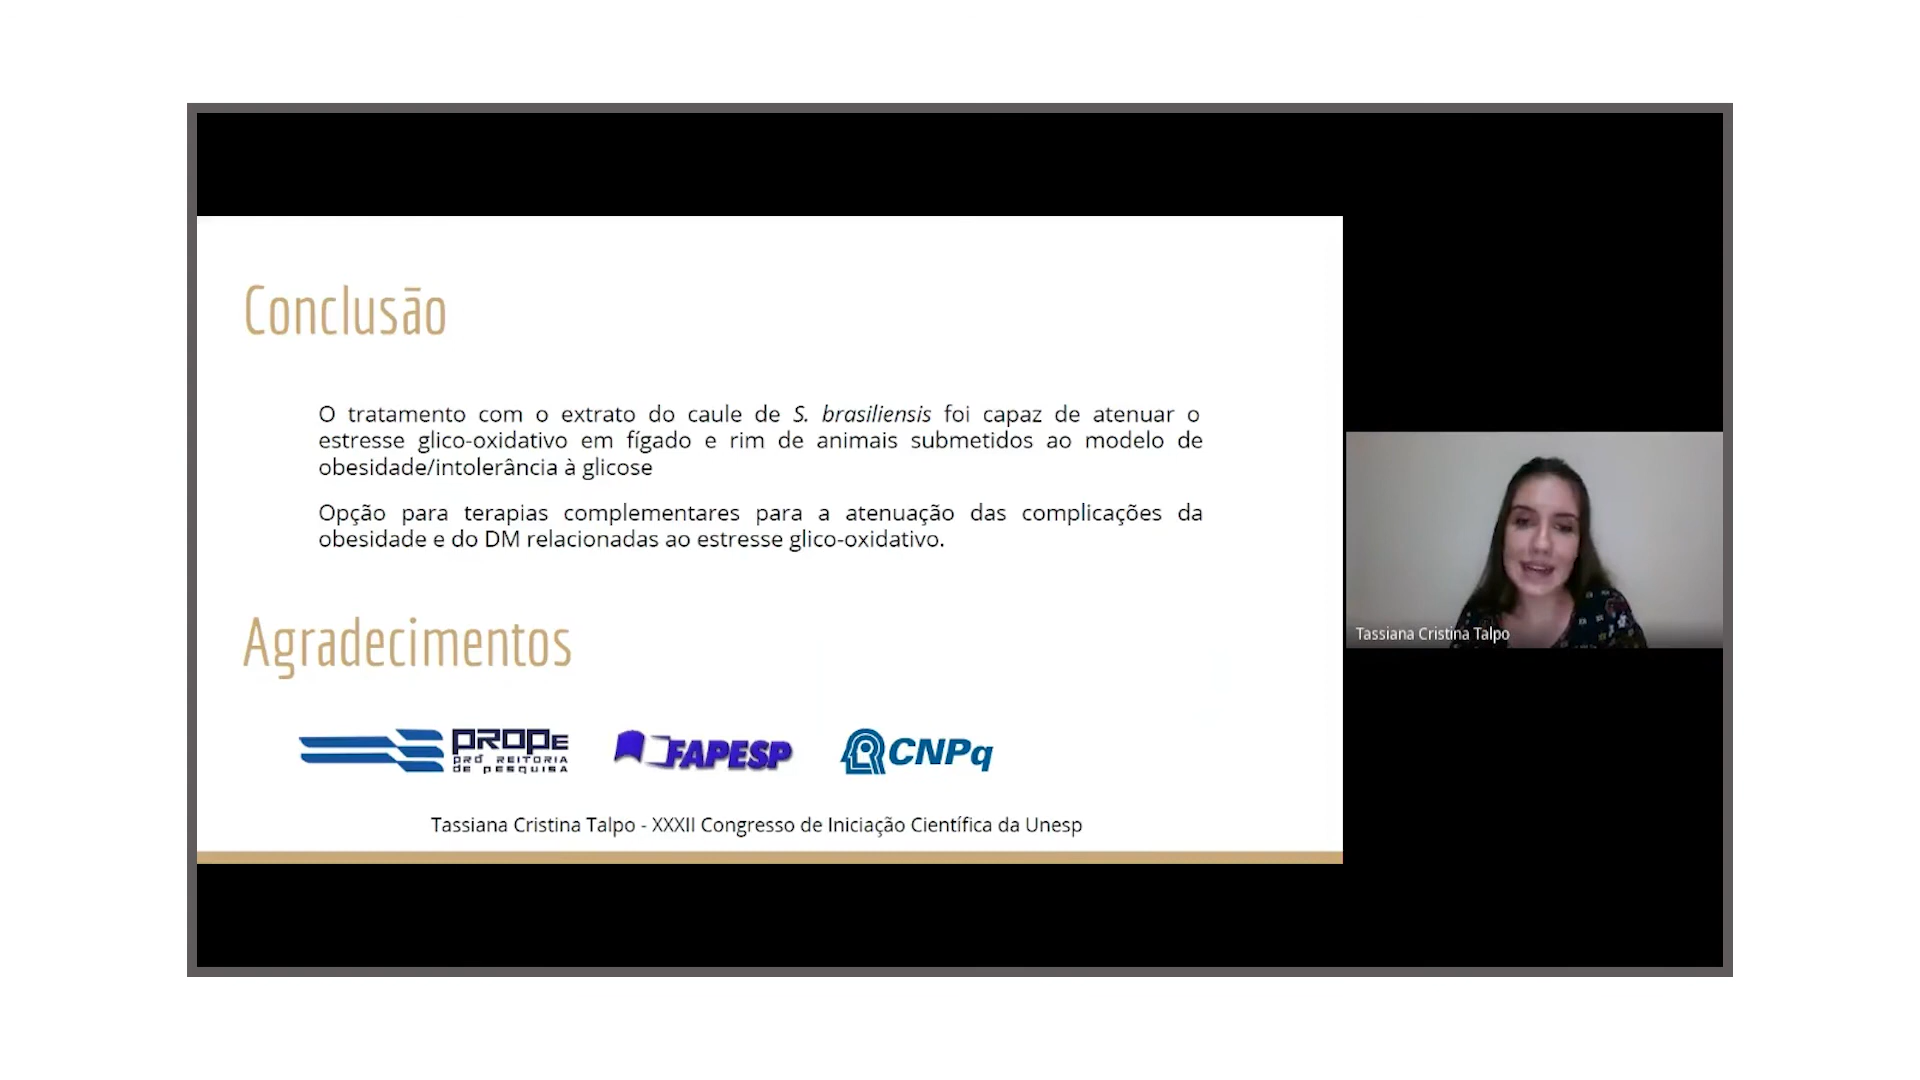 Conclusão
O tratamento com o extrato do caule de S. brasiliensis foi capaz de atenuar o
estresse glico-oxidativo em fígado e rim de animais submetidos ao modelo de
obesidade/intolerância à glicose
Opção para terapias complementares para a atenuação das complicações da
obesidade e do DM relacionadas ao estresse glico-oxidativo.
Agradecimentos
PROPe
PRÓ REITORIA
DE PESQUISA
FAPESP
CNPq
Tassiana Cristina Talpo - XXXII Congresso de Iniciação Científica da Unesp
Tassiana Cristina Talpo